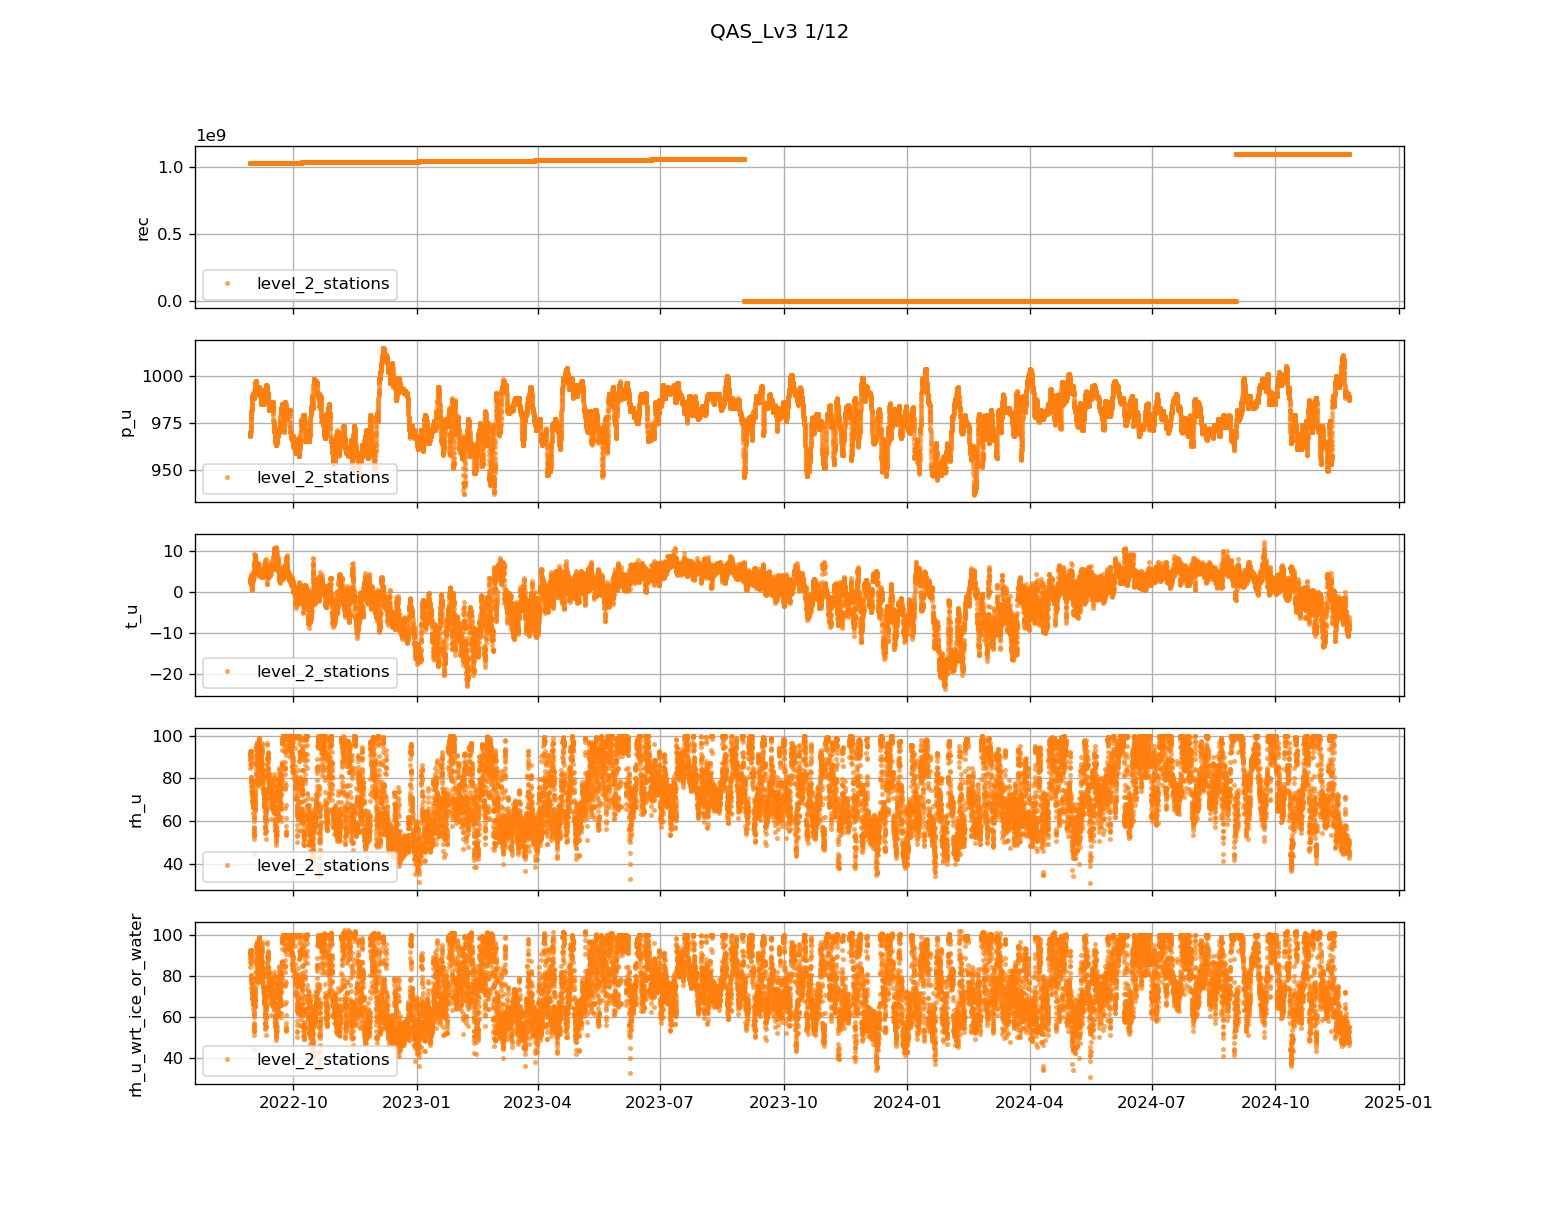 QAS_Lv3 1/12
1e9
1.0
0.5
0.0
rec
level_2_stations
1000
975
950
p_u
level_2_stations
10
0
−10
−20
t_u
level_2_stations
100
80
60
40
rh_u
level_2_stations
100
80
60
40
rh_u_wrt_ice_or_water
level_2_stations
2022-10 2023-01 2023-04 2023-07 2023-10 2024-01 2024-04 2024-07 2024-10 2025-01